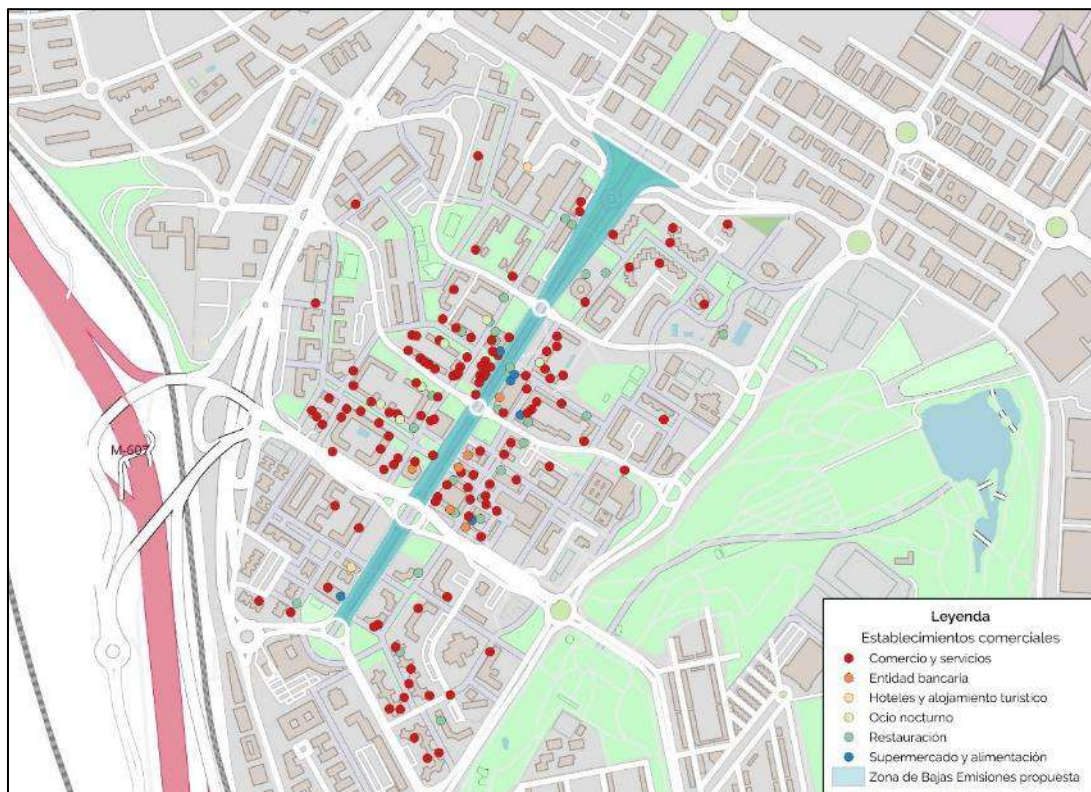 M-607
Leyenda
Establecimientos comerciales
Comercio y servicios
Entidad bancaria
Hoteles y alojamiento turístico
Ocio nocturno
Restauración
Supermercado y alimentación
Zona de Bajas Emisiones propuesta